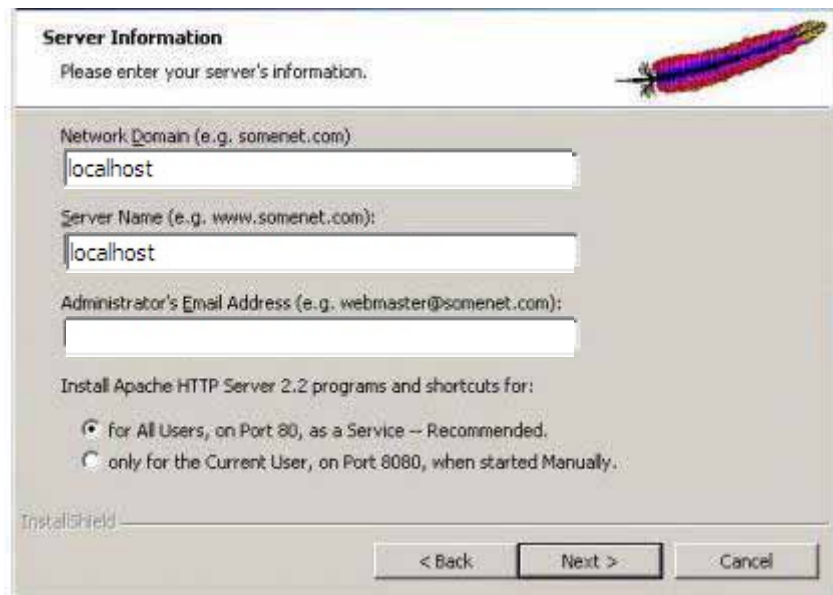 Server Information
Please enter your server's information.
Network Domain (e.g. somenet.com)
localhost
Server Name (e.g. www.somenet.com):
localhost
Administrator's Email Address (e.g. webmaster@somenet.com):
Install Apache HTTP Server 2.2 programs and shortcuts for:
for All Users, on Port 80, as a Service -- Recommended.
only for the Current User, on Port 8080, when started Manually.
InstallShield
< Back Next > Cancel